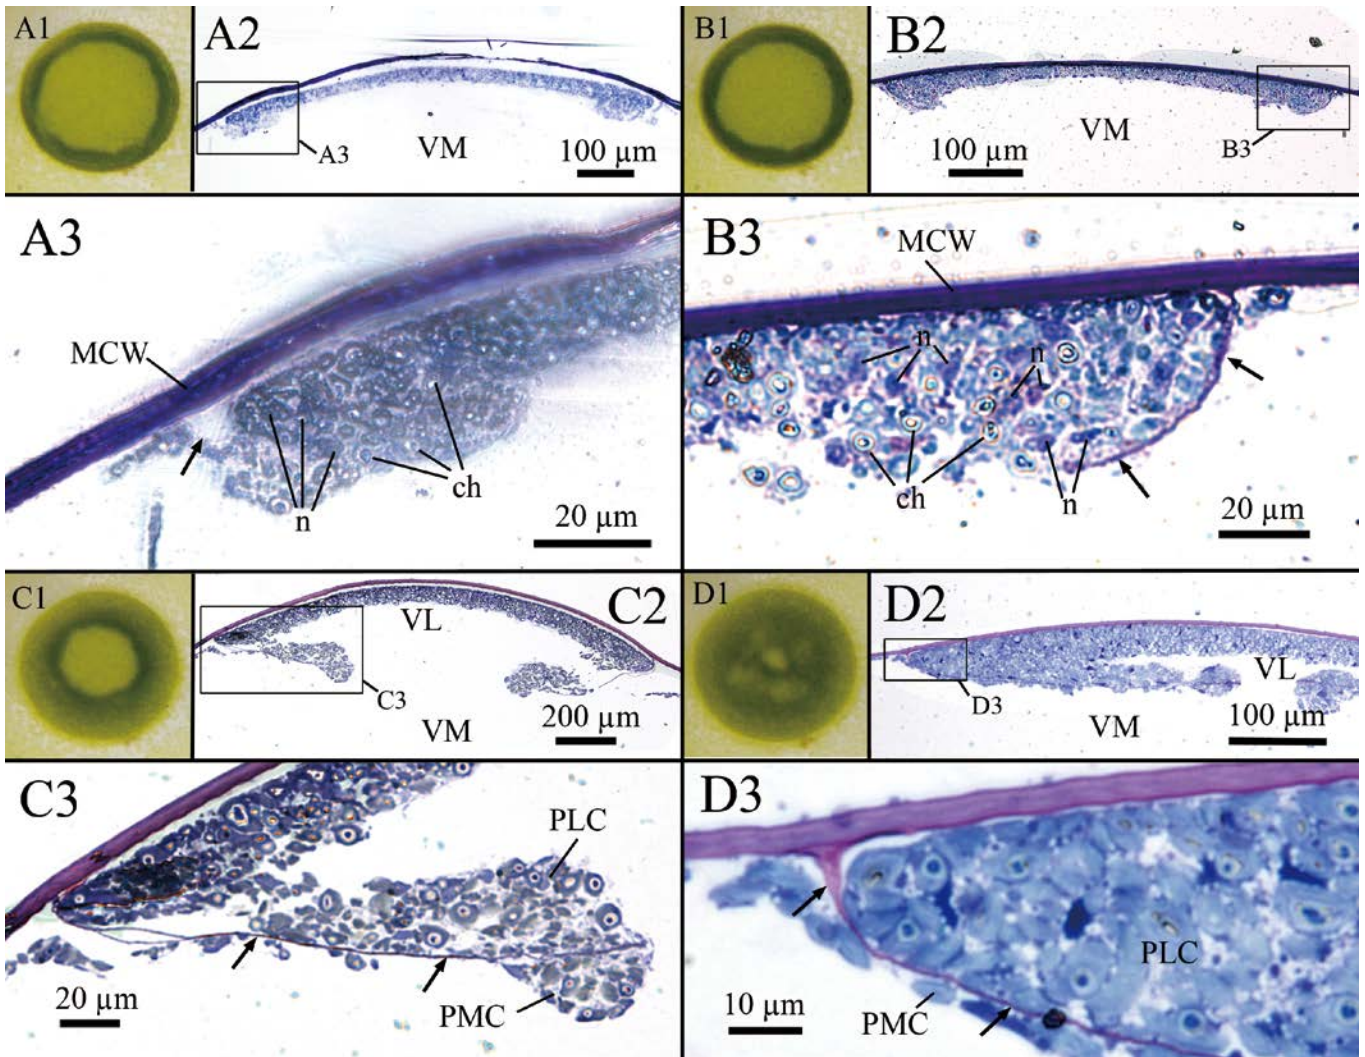 A1
A2
A3
VM
100 µm
B1
B2
B3
VM
100 µm
A3
MCW
n
ch
20 µm
B3
MCW
n
n
ch
n
20 µm
C1
C2
VL
C3
VM
200 µm
D1
D2
VL
D3
VM
100 µm
C3
PLC
PMC
20 µm
D3
PLC
PMC
10 µm